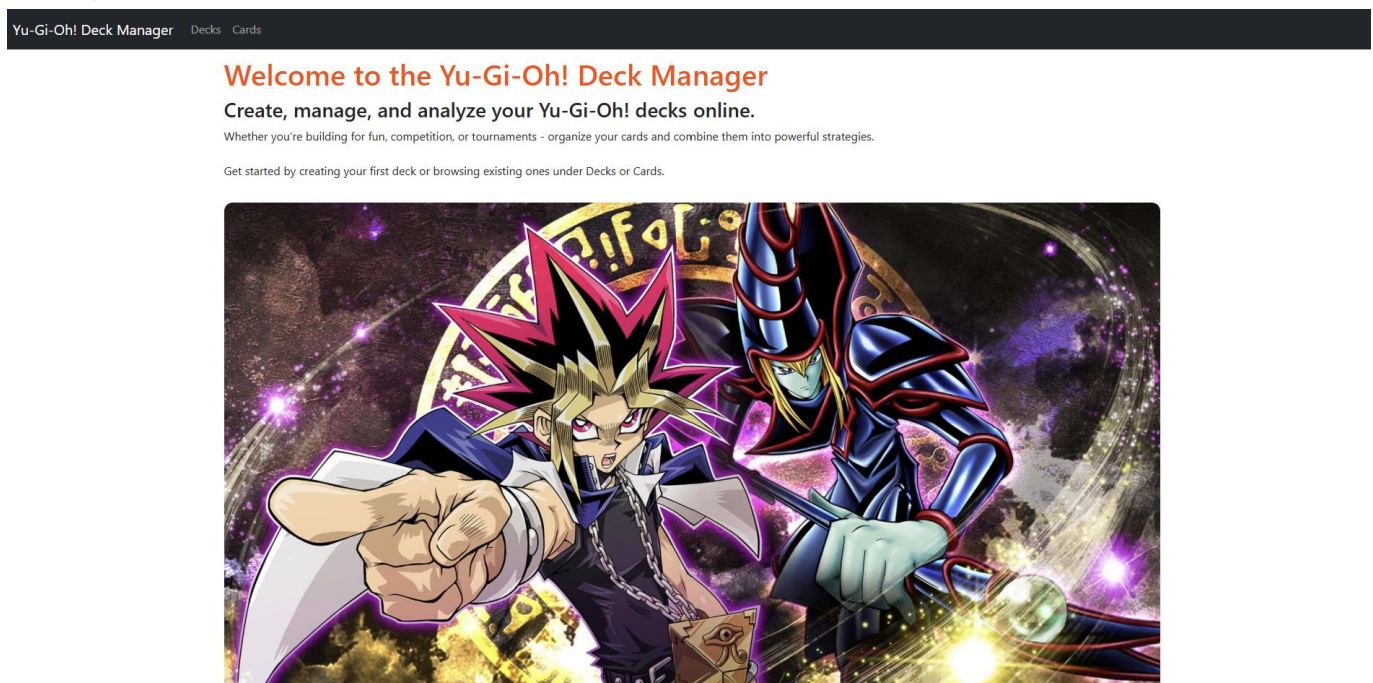 Yu-Gi-Oh! Deck Manager Decks Cards
Welcome to the Yu-Gi-Oh! Deck Manager
Create, manage, and analyze your Yu-Gi-Oh! decks online.
Whether you're building for fun, competition, or tournaments - organize your cards and combine them into powerful strategies.
Get started by creating your first deck or browsing existing ones under Decks or Cards.